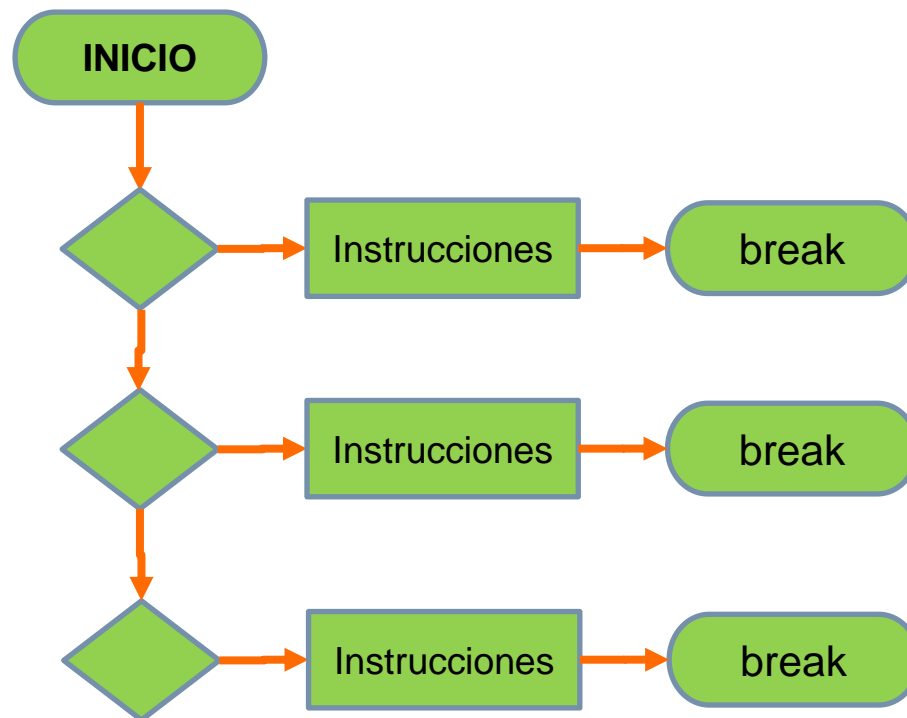 INICIO
Instrucciones
break
Instrucciones
break
Instrucciones
break